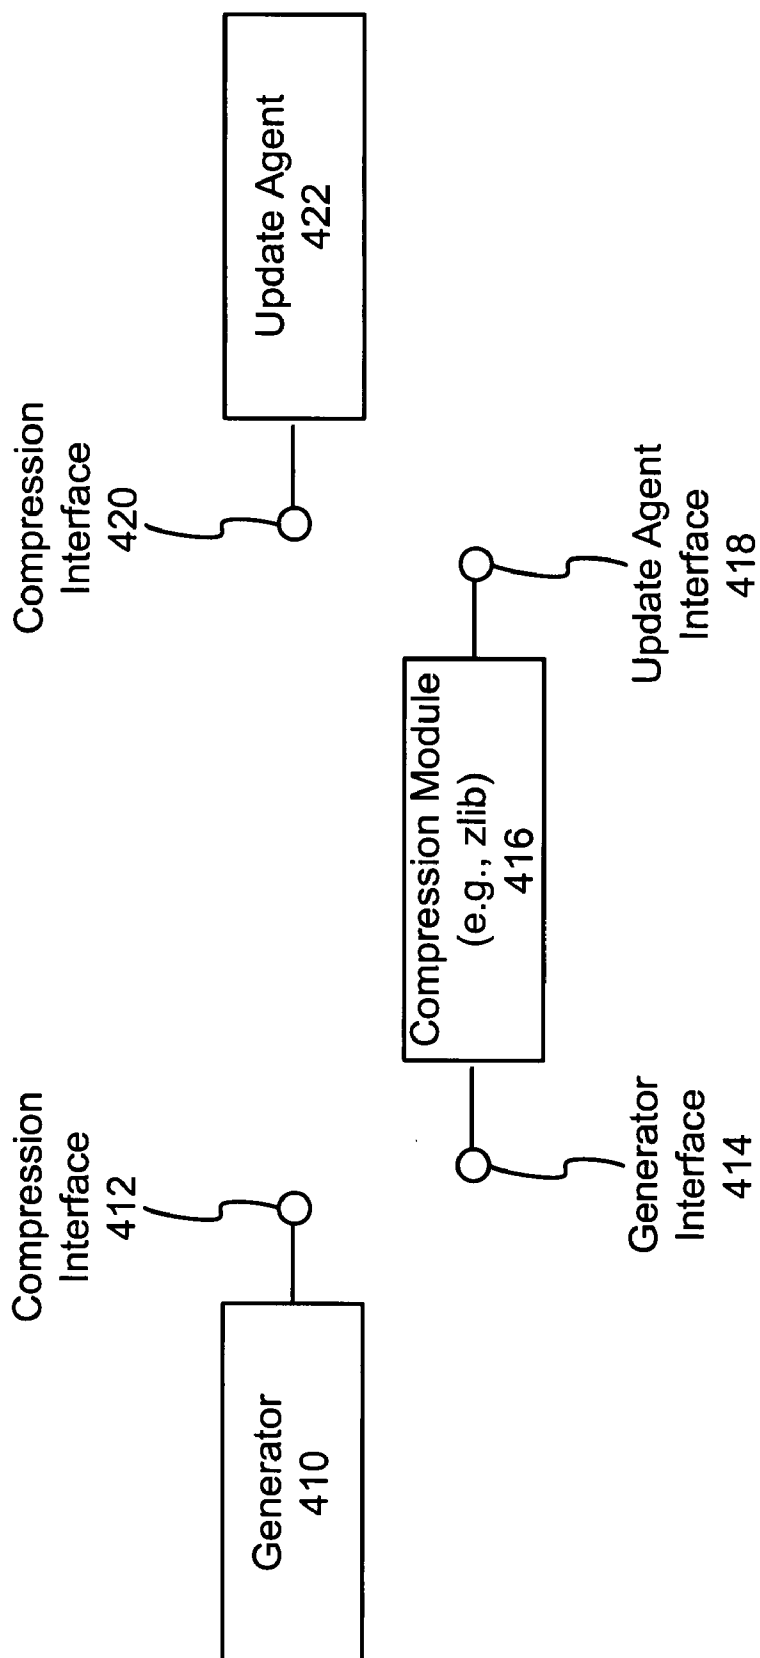 Compression
Interface
412
Compression
Interface
420
Generator
410
Update Agent
422
Compression Module
(e.g., zlib)
416
Generator
Interface
414
Update Agent
Interface
418